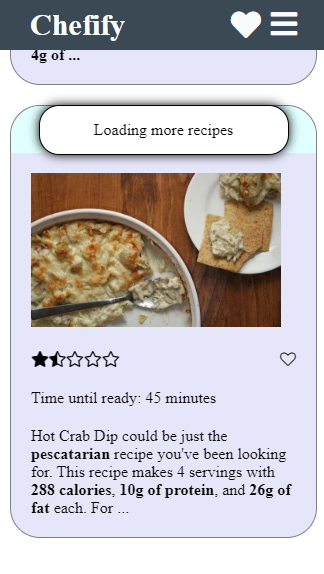 Chefify
4g of ...
Loading more recipes
Time until ready: 45 minutes
Hot Crab Dip could be just the
pescatarian recipe you've been looking
for. This recipe makes 4 servings with
288 calories, 10g of protein, and 26g of
fat each. For ...